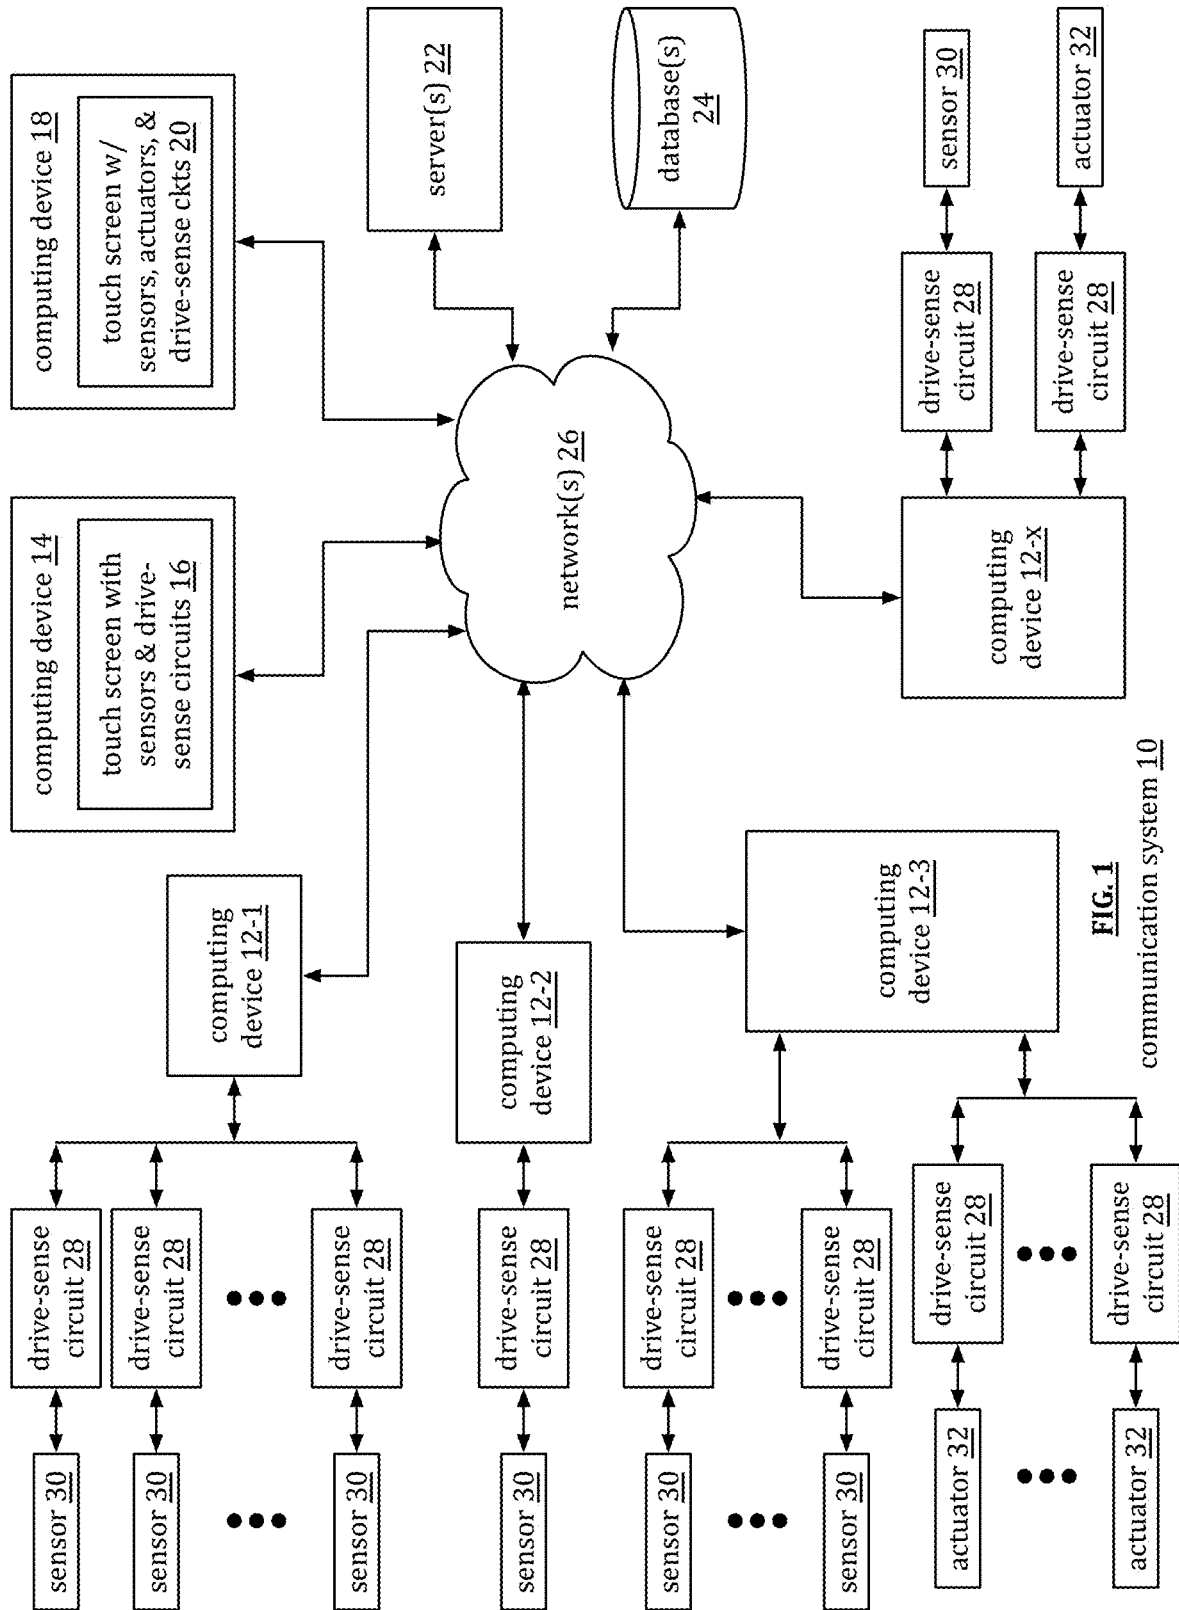 sensor 30
drive-sense
circuit 28
sensor 30
drive-sense
circuit 28
sensor 30
drive-sense
circuit 28
computing
device 12-1
computing device 14
touch screen with
sensors & drive-
sense circuits 16
computing device 18
touch screen w/
sensors, actuators, &
drive-sense ckts 20
sensor 30
drive-sense
circuit 28
computing
device 12-2
network(s) 26
server(s) 22
database(s)
24
sensor 30
drive-sense
circuit 28
sensor 30
drive-sense
circuit 28
computing
device 12-3
actuator 32
drive-sense
circuit 28
actuator 32
drive-sense
circuit 28
computing
device 12-x
drive-sense
circuit 28
sensor 30
drive-sense
circuit 28
actuator 32
FIG. 1
communication system 10